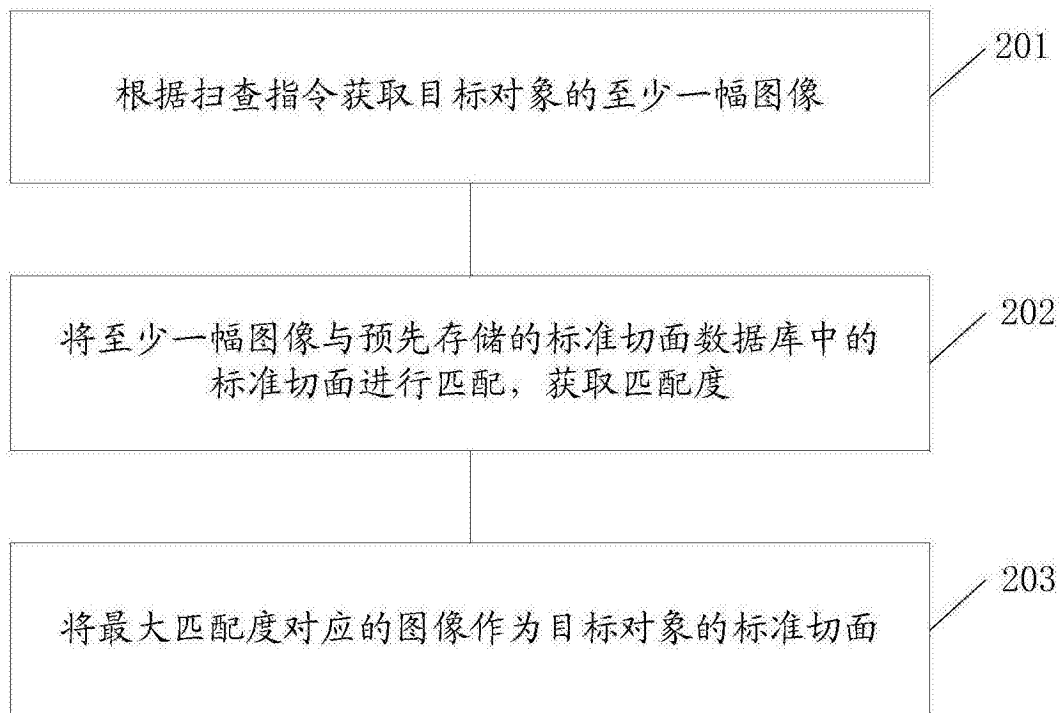 根据扫查指令获取目标对象的至少一幅图像
201
将至少一幅图像与预先存储的标准切面数据库中的
标准切面进行匹配，获取匹配度
202
将最大匹配度对应的图像作为目标对象的标准切面
203